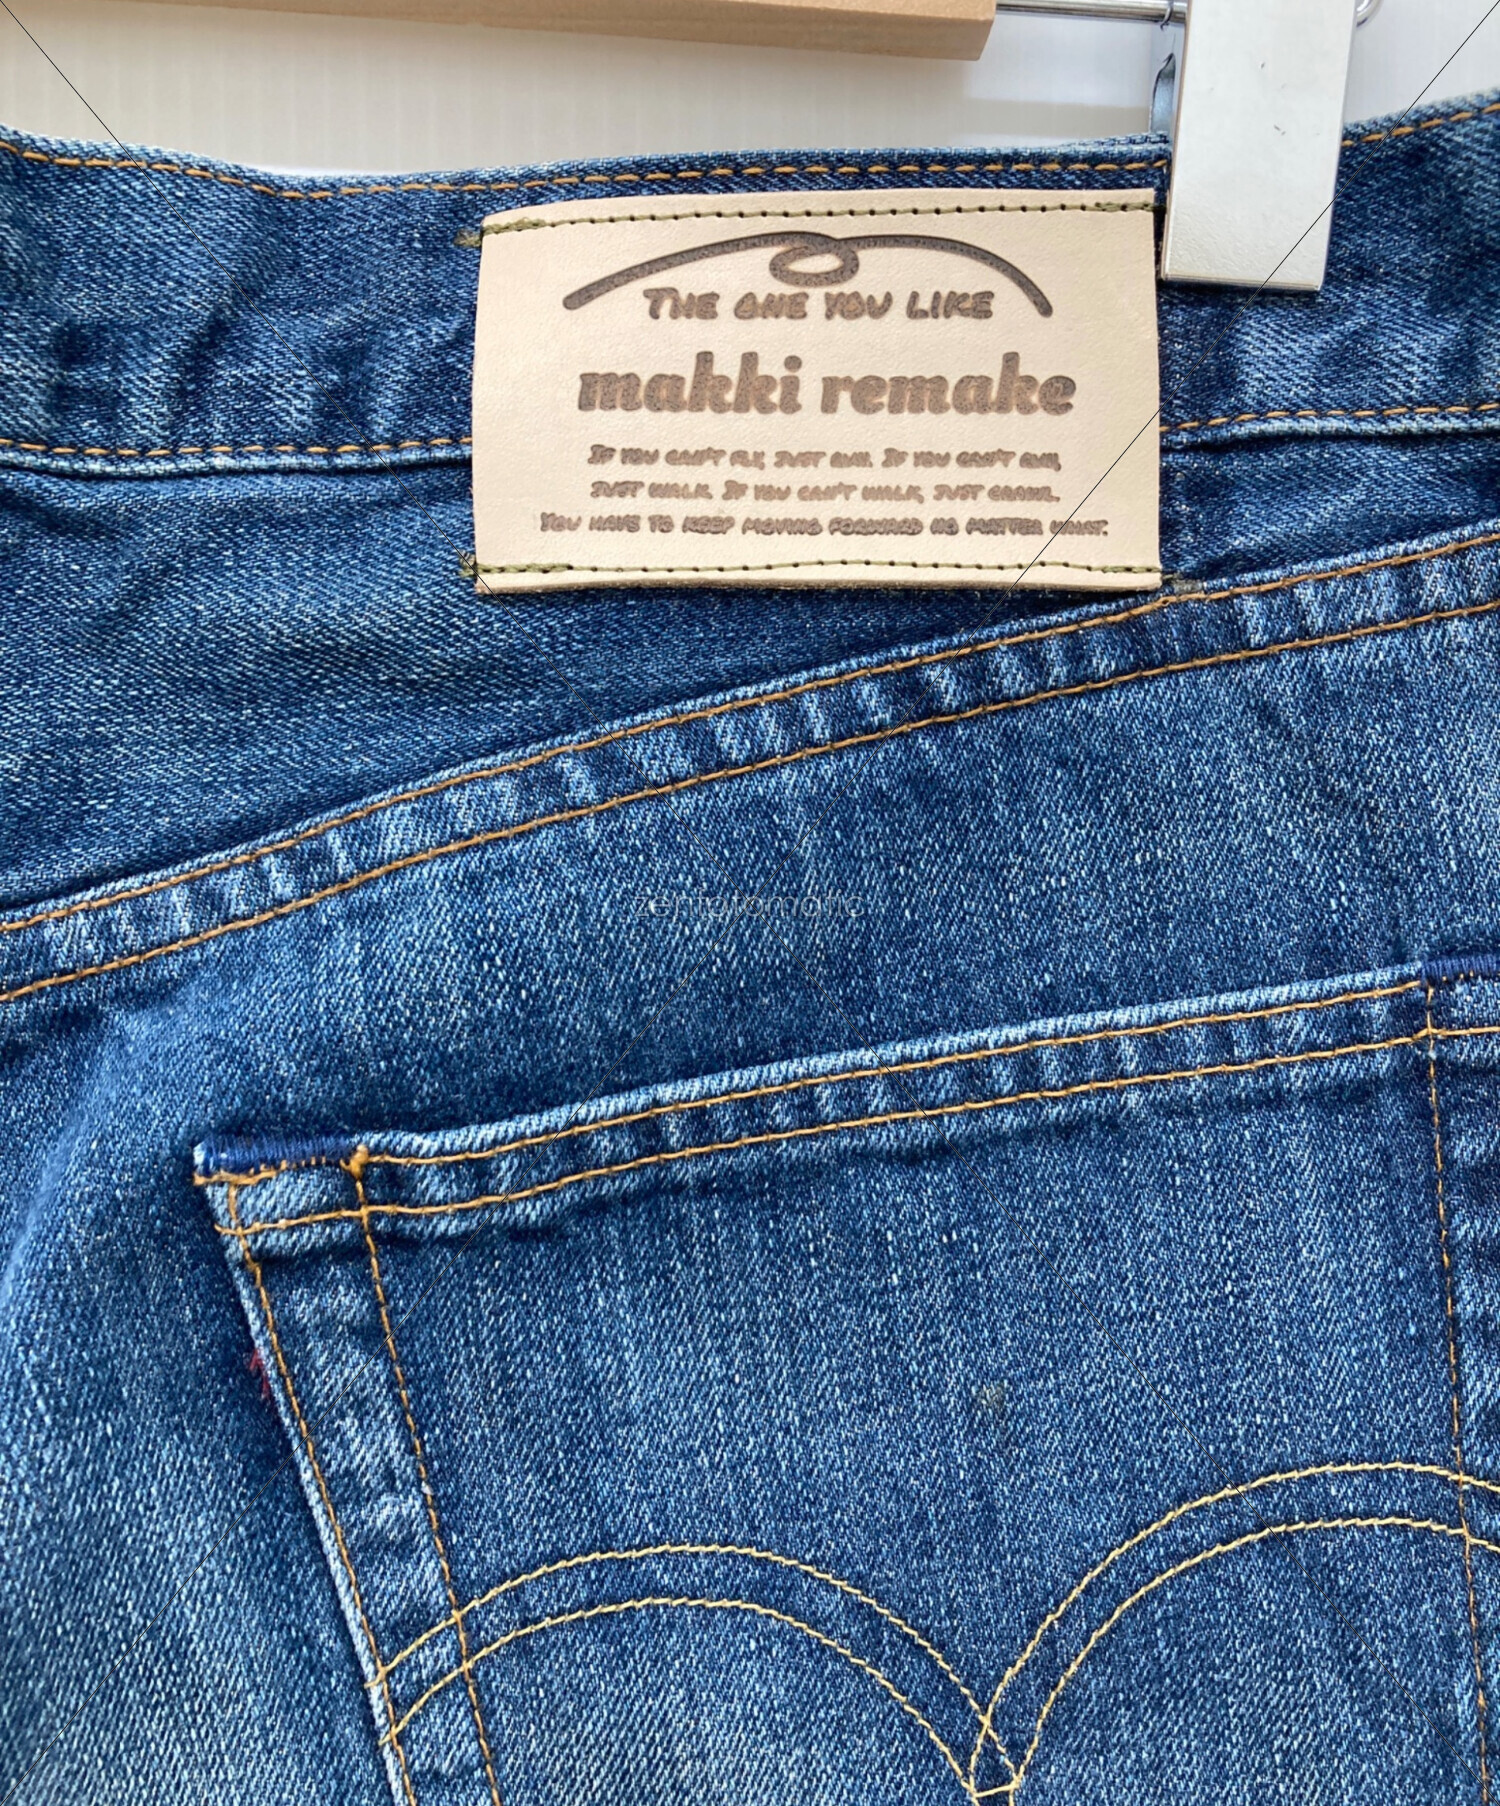 THE ONE YOU LIKE
makki remake
IF YOU CAN'T FLY, JUST RUN. IF YOU CAN'T RUN,
JUST WALK. IF YOU CAN'T WALK, JUST CRAWL.
YOU HAVE TO KEEP MOVING FORWARD NO MATTER WHAT.
zenfotomatic